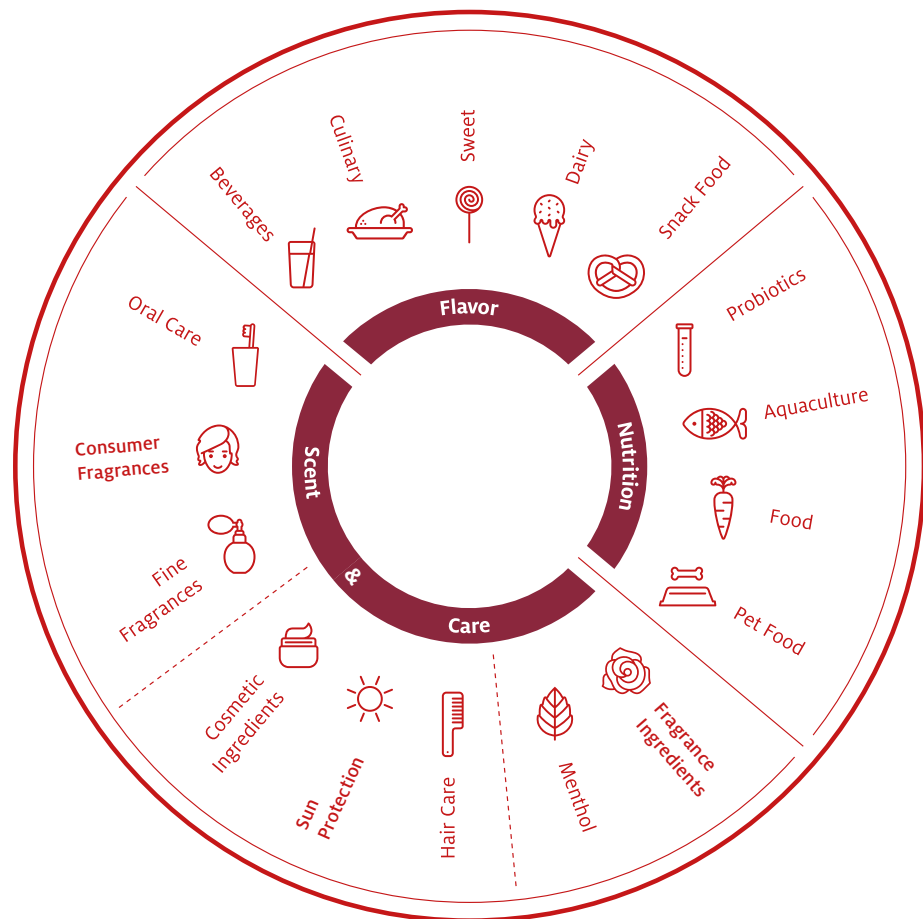 Flavor
Beverages
Culinary
Sweet
Dairy
Snack Food
Nutrition
Probiotics
Aquaculture
Food
Pet Food
Scent
&
Care
Fragrance
Ingredients
Menthol
Hair Care
Sun
Protection
Cosmetic
Ingredients
Fine
Fragrances
Consumer
Fragrances
Oral Care